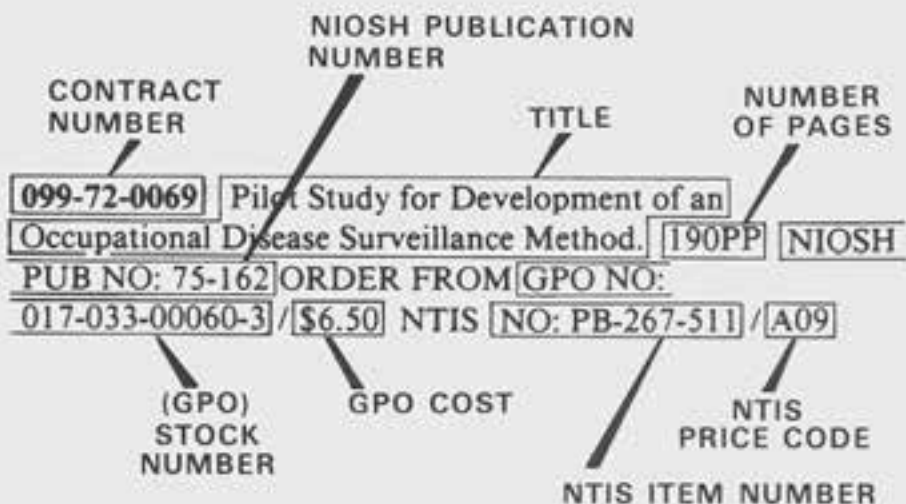 NIOSH PUBLICATION
NUMBER
CONTRACT
NUMBER
TITLE
NUMBER
OF PAGES
099-72-0069 Pilot Study for Development of an
Occupational Disease Surveillance Method. 190PP NIOSH
PUB NO: 75-162 ORDER FROM GPO NO:
017-033-00060-3 / $6.50 NTIS NO: PB-267-511 / A09
(GPO)
STOCK
NUMBER
GPO COST
NTIS
PRICE CODE
NTIS ITEM NUMBER